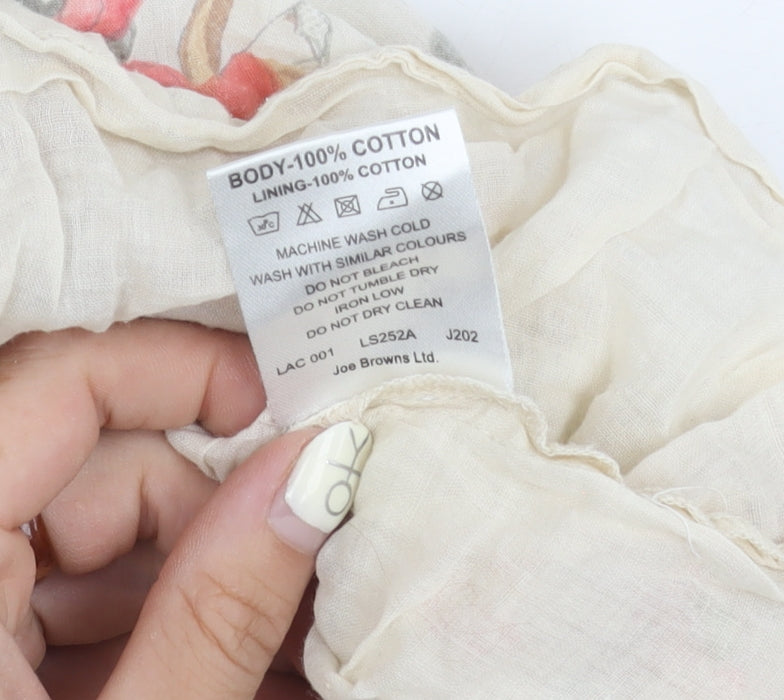 BODY-100% COTTON
LINING-100% COTTON
MACHINE WASH COLD
WASH WITH SIMILAR COLOURS
DO NOT BLEACH
DO NOT TUMBLE DRY
IRON LOW
DO NOT DRY CLEAN
LAC 001 LS252A J202
Joe Browns Ltd.
OK